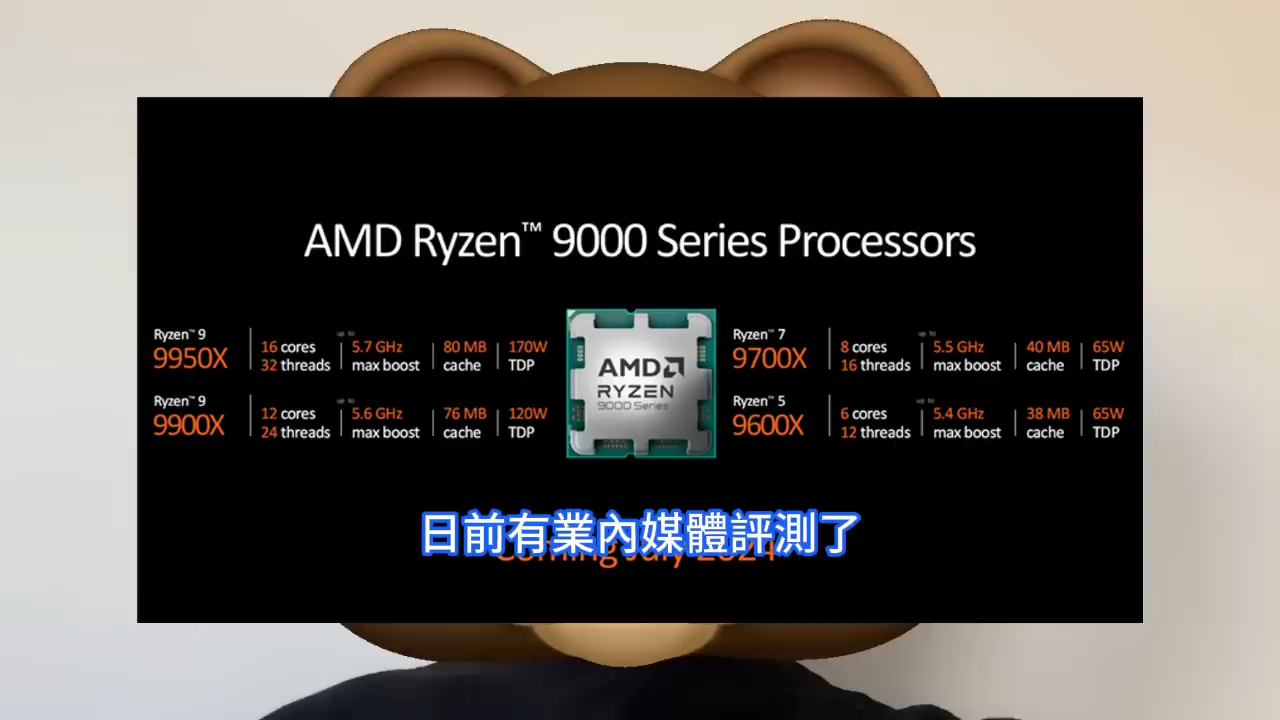 AMD Ryzen™ 9000 Series Processors
Ryzen™ 9
9950X
16 cores
32 threads
up to
5.7 GHz
max boost
80 MB
cache
170W
TDP
Ryzen™ 9
9900X
12 cores
24 threads
up to
5.6 GHz
max boost
76 MB
cache
120W
TDP
AMD
RYZEN
9000 Series
Ryzen™ 7
9700X
8 cores
16 threads
up to
5.5 GHz
max boost
40 MB
cache
65W
TDP
Ryzen™ 5
9600X
6 cores
12 threads
up to
5.4 GHz
max boost
38 MB
cache
65W
TDP
日前有業內媒體評測了
Coming July 2024